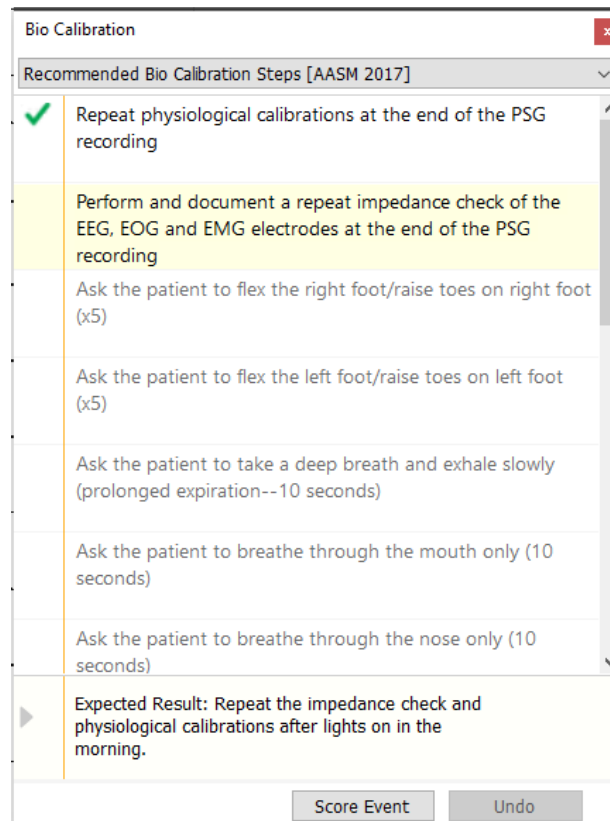 Bio Calibration
x
Recommended Bio Calibration Steps [AASM 2017]
Repeat physiological calibrations at the end of the PSG
recording
Perform and document a repeat impedance check of the
EEG, EOG and EMG electrodes at the end of the PSG
recording
Ask the patient to flex the right foot/raise toes on right foot
(x5)
Ask the patient to flex the left foot/raise toes on left foot
(x5)
Ask the patient to take a deep breath and exhale slowly
(prolonged expiration--10 seconds)
Ask the patient to breathe through the mouth only (10
seconds)
Ask the patient to breathe through the nose only (10
seconds)
Expected Result: Repeat the impedance check and
physiological calibrations after lights on in the
morning.
Score Event
Undo